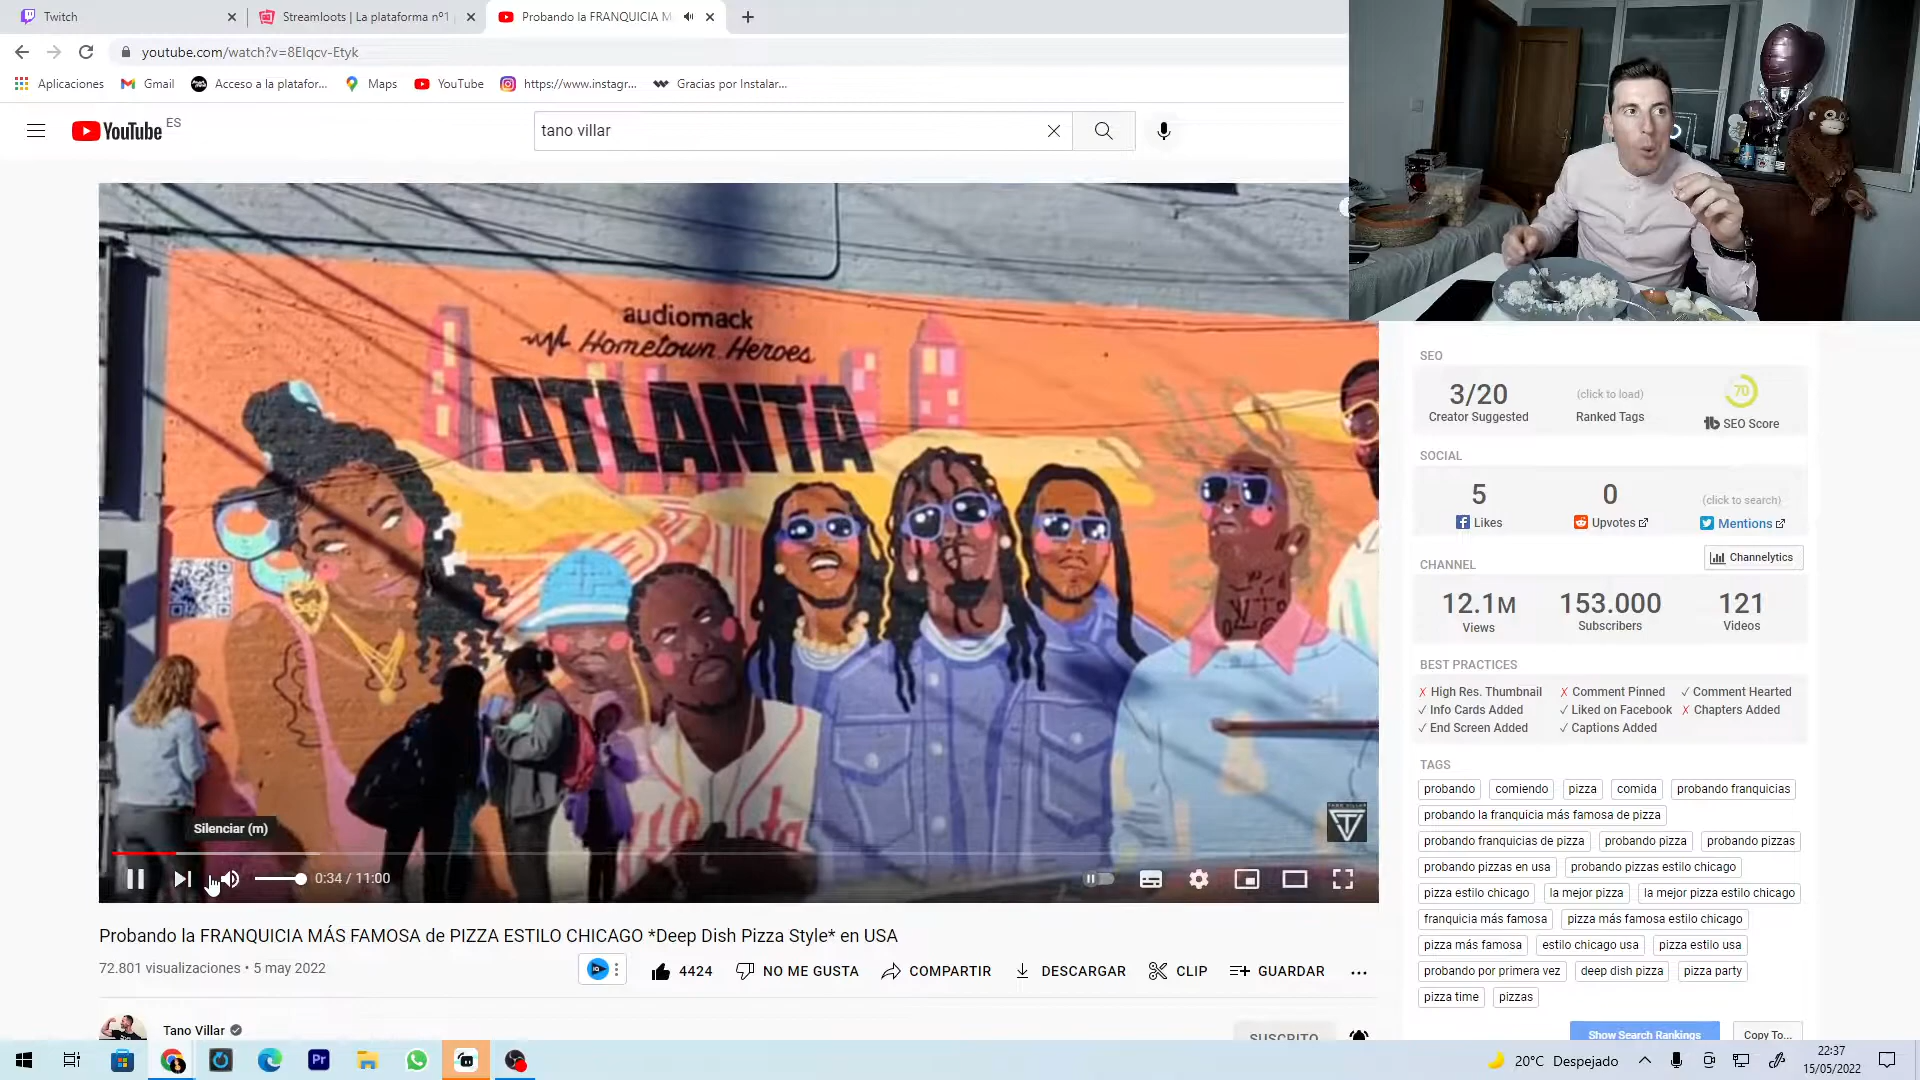 Twitch
Streamloots | La plataforma nº1
Probando la FRANQUICIA M
youtube.com/watch?v=8Elqcv-Etyk
Aplicaciones
Gmail
Acceso a la platafor...
Maps
YouTube
https://www.instagr...
Gracias por Instalar...
YouTube ES
tano villar
audiomack
Hometown Heroes
ATLANTA
Silenciar (m)
0:34 / 11:00
Probando la FRANQUICIA MÁS FAMOSA de PIZZA ESTILO CHICAGO *Deep Dish Pizza Style* en USA
72.801 visualizaciones • 5 may 2022
4424
NO ME GUSTA
COMPARTIR
DESCARGAR
CLIP
GUARDAR
Tano Villar
SUSCRITO
SEO
3/20
Creator Suggested
(click to load)
Ranked Tags
70
tb SEO Score
SOCIAL
5
Likes
0
Upvotes
(click to search)
Mentions
CHANNEL
Channelytics
12.1M
Views
153.000
Subscribers
121
Videos
BEST PRACTICES
✗ High Res. Thumbnail
✗ Comment Pinned
✓ Comment Hearted
✓ Info Cards Added
✓ Liked on Facebook
✗ Chapters Added
✓ End Screen Added
✓ Captions Added
TAGS
probando
comiendo
pizza
comida
probando franquicias
probando la franquicia más famosa de pizza
probando franquicias de pizza
probando pizza
probando pizzas
probando pizzas en usa
probando pizzas estilo chicago
pizza estilo chicago
la mejor pizza
la mejor pizza estilo chicago
franquicia más famosa
pizza más famosa estilo chicago
pizza más famosa
estilo chicago usa
pizza estilo usa
probando por primera vez
deep dish pizza
pizza party
pizza time
pizzas
Show Search Rankings
Copy To...
Pr
20°C Despejado
22:37
15/05/2022